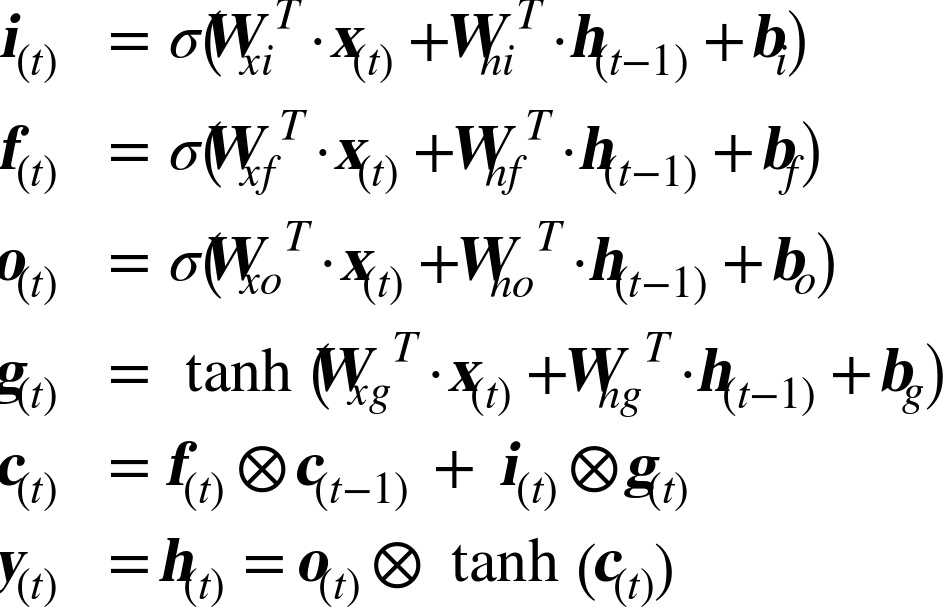 i(t) = σ(Wxi^T · x(t) + Whi^T · h(t−1) + bi)
f(t) = σ(Wxf^T · x(t) + Whf^T · h(t−1) + bf)
o(t) = σ(Wxo^T · x(t) + Who^T · h(t−1) + bo)
g(t) = tanh (Wxg^T · x(t) + Whg^T · h(t−1) + bg)
c(t) = f(t) ⊗ c(t−1) + i(t) ⊗ g(t)
y(t) = h(t) = o(t) ⊗ tanh (c(t))